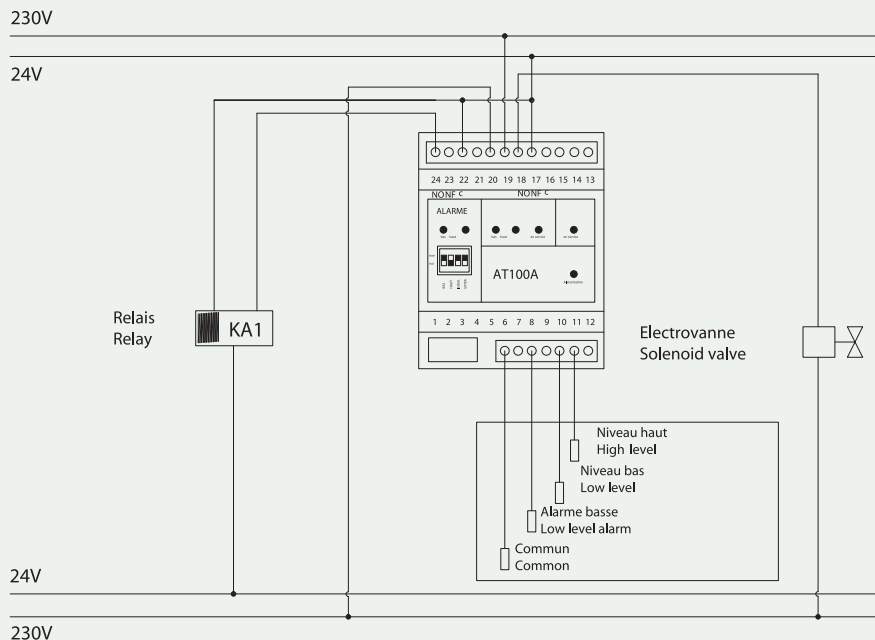 230V
24V
24 23 22 21 20 19 18 17 16 15 14 13
NONF C
NONF C
ALARME
AT100A
Alimentation
1 2 3 4 5 6 7 8 9 10 11 12
Relais
Relay
KA1
Electrovanne
Solenoid valve
Niveau haut
High level
Niveau bas
Low level
Alarme basse
Low level alarm
Commun
Common
24V
230V